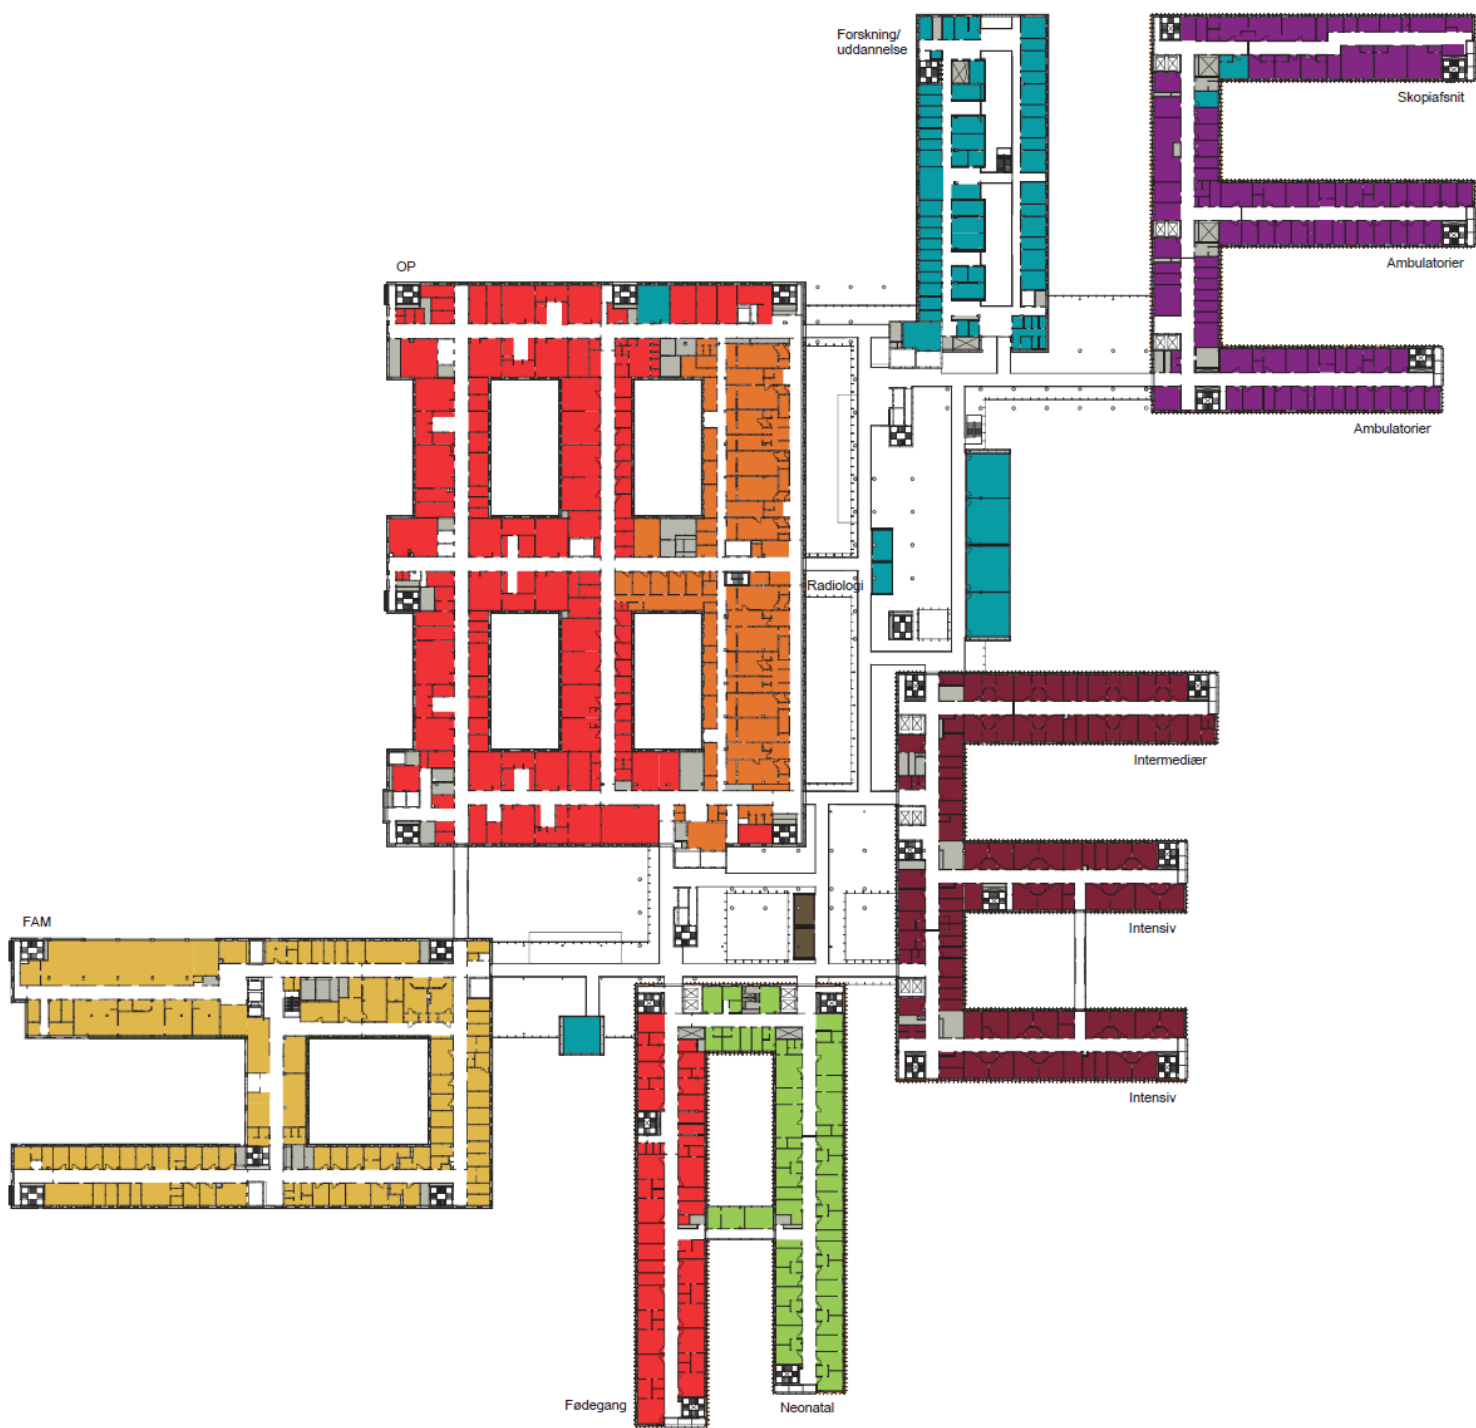 Forskning/
uddannelse
Skopiafsnit
Ambulatorier
OP
Ambulatorier
Radiologi
Intermediær
FAM
Intensiv
Intensiv
Fødegang
Neonatal